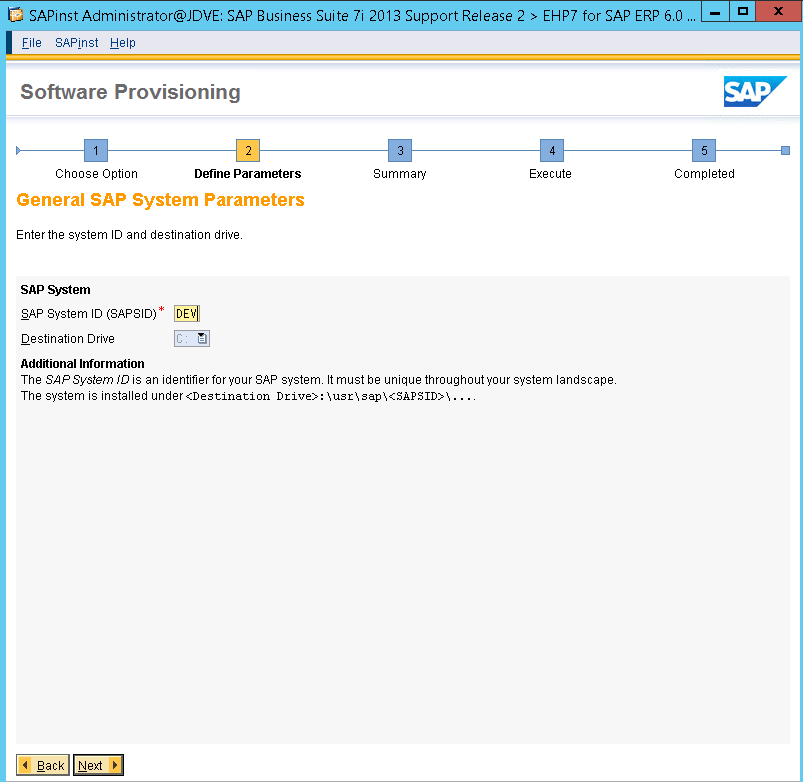 SAPinst Administrator@JDVE: SAP Business Suite 7i 2013 Support Release 2 > EHP7 for SAP ERP 6.0 ...
File SAPinst Help
Software Provisioning
SAP
1 2 3 4 5
Choose Option Define Parameters Summary Execute Completed
General SAP System Parameters
Enter the system ID and destination drive.
SAP System
SAP System ID (SAPSID) * DEV
Destination Drive C:
Additional Information
The SAP System ID is an identifier for your SAP system. It must be unique throughout your system landscape.
The system is installed under <Destination Drive>:\usr\sap\<SAPSID>\....
Back Next